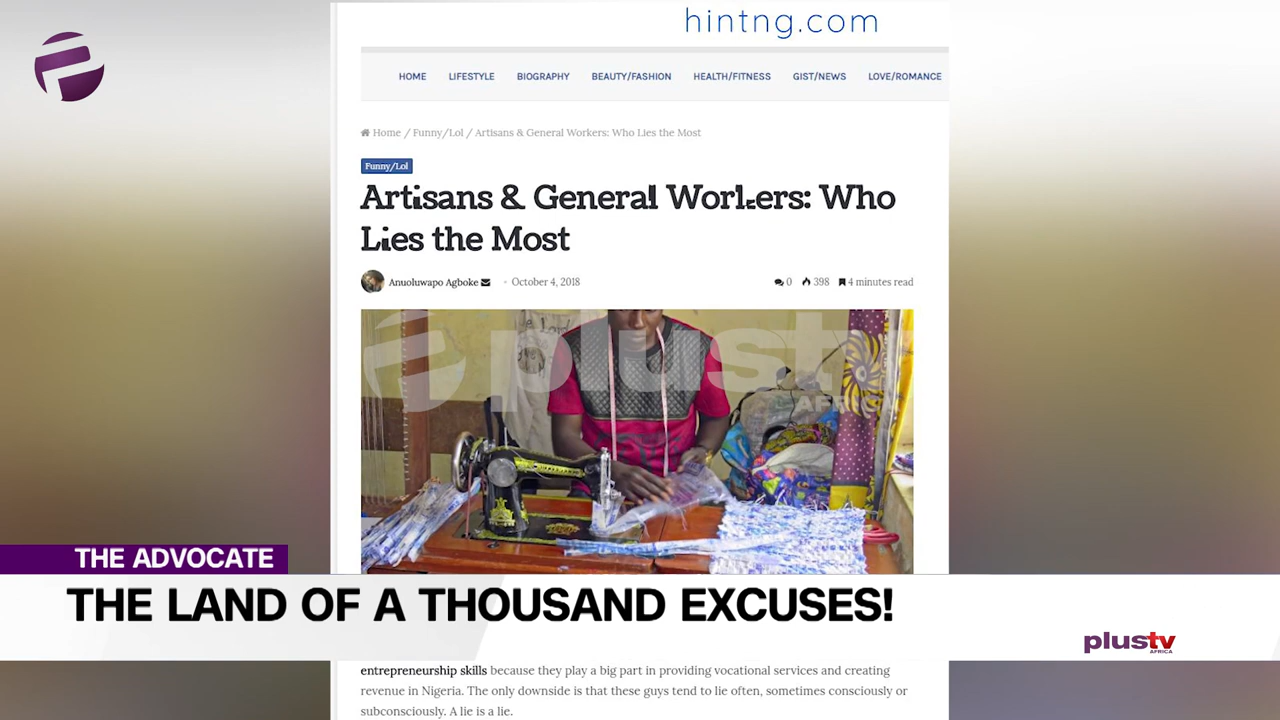 hintng.com
HOME LIFESTYLE BIOGRAPHY BEAUTY/FASHION HEALTH/FITNESS GIST/NEWS LOVE/ROMANCE
Home / Funny/Lol / Artisans & General Workers: Who Lies the Most
Funny/Lol
Artisans & General Workers: Who
Lies the Most
Anuoluwapo Agboke October 4, 2018 0 398 4 minutes read
plustv
AFRICA
THE ADVOCATE
THE LAND OF A THOUSAND EXCUSES!
plustv
AFRICA
entrepreneurship skills because they play a big part in providing vocational services and creating
revenue in Nigeria. The only downside is that these guys tend to lie often, sometimes consciously or
subconsciously. A lie is a lie.